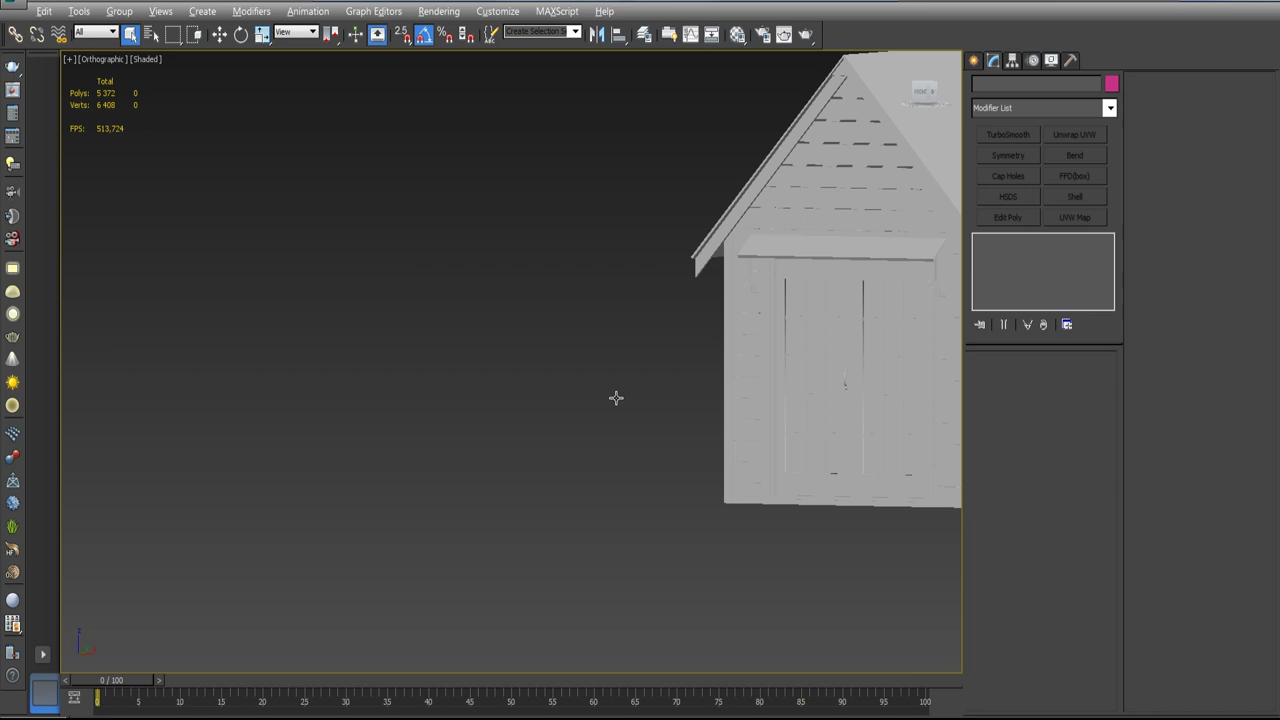 Edit Tools Group Views Create Modifiers Animation Graph Editors Rendering Customize MAXScript Help
All View 2.5 Create Selection S
[+] [Orthographic] [Shaded]
Total
Polys: 5 372 0
Verts: 6 408 0
FPS: 513,724
FRONT
Modifier List
TurboSmooth Unwrap UVW
Symmetry Bend
Cap Holes FFD(box)
HSDS Shell
Edit Poly UVW Map
z
< 0 / 100 >
0 5 10 15 20 25 30 35 40 45 50 55 60 65 70 75 80 85 90 95 100